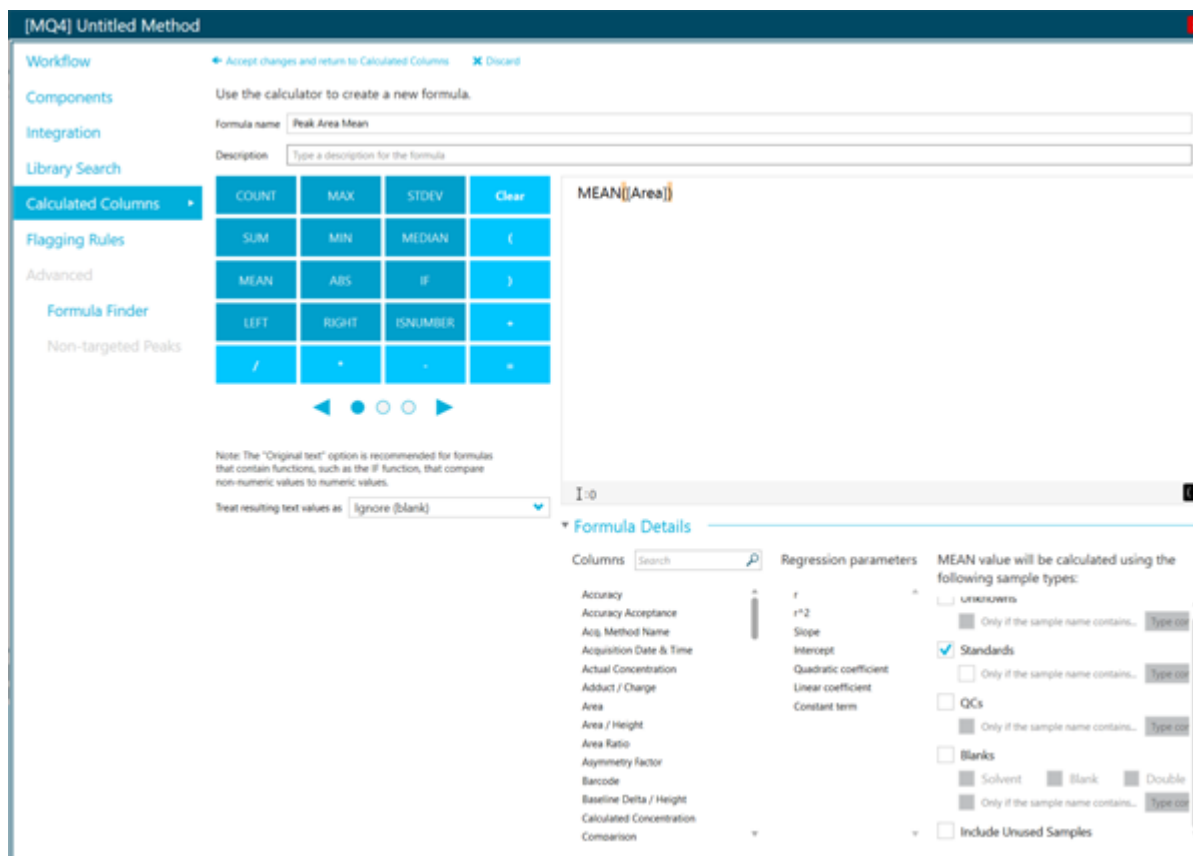 [MQ4] Untitled Method
Workflow
Components
Integration
Library Search
Calculated Columns
Flagging Rules
Advanced
Formula Finder
Non-targeted Peaks
Accept changes and return to Calculated Columns Discard
Use the calculator to create a new formula.
Formula name Peak Area Mean
Description Type a description for the formula
COUNT MAX STDEV Clear
SUM MIN MEDIAN (
MEAN ABS IF )
LEFT RIGHT ISNUMBER +
/ * - =
Note: The "Original text" option is recommended for formulas
that contain functions, such as the IF function, that compare
non-numeric values to numeric values.
Treat resulting text values as Ignore (blank)
MEAN([Area])
Formula Details
Columns Search
Accuracy
Accuracy Acceptance
Acq. Method Name
Acquisition Date & Time
Actual Concentration
Adduct / Charge
Area
Area / Height
Area Ratio
Asymmetry Factor
Barcode
Baseline Delta / Height
Calculated Concentration
Comparison
Regression parameters
r
r^2
Slope
Intercept
Quadratic coefficient
Linear coefficient
Constant term
MEAN value will be calculated using the
following sample types:
Unknowns
Only if the sample name contains... Type cor
Standards
Only if the sample name contains... Type cor
QCs
Only if the sample name contains... Type cor
Blanks
Solvent Blank Double
Only if the sample name contains... Type cor
Include Unused Samples